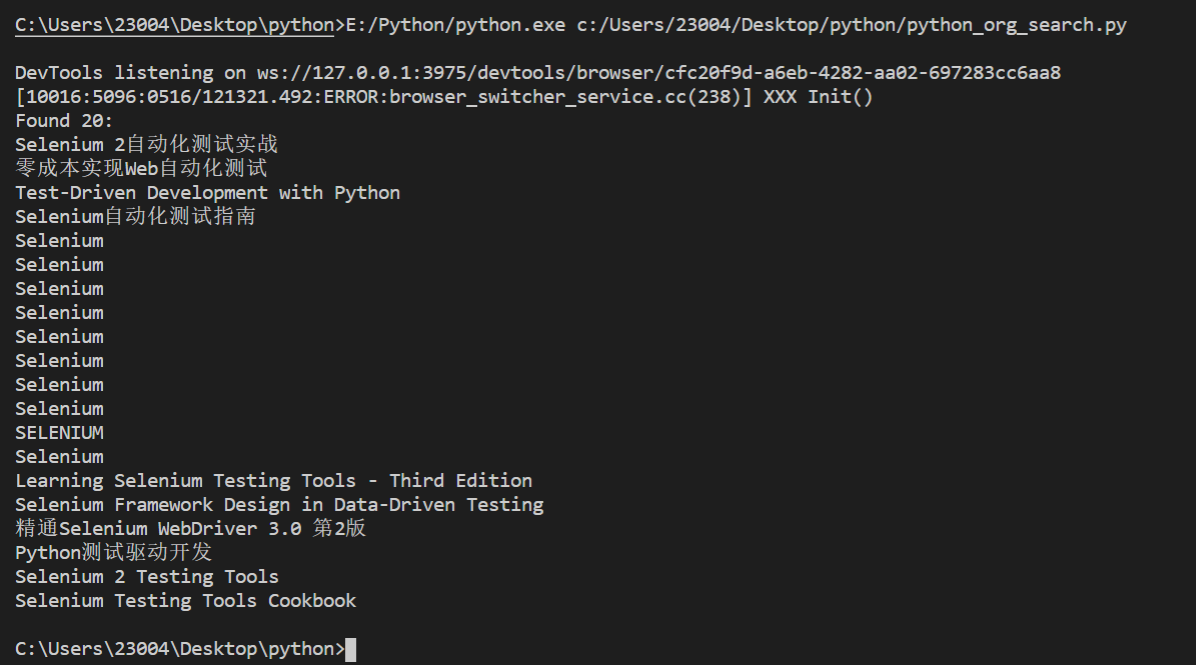 C:\Users\23004\Desktop\python>E:/Python/python.exe c:/Users/23004/Desktop/python/python_org_search.py
DevTools listening on ws://127.0.0.1:3975/devtools/browser/cfc20f9d-a6eb-4282-aa02-697283cc6aa8
[10016:5096:0516/121321.492:ERROR:browser_switcher_service.cc(238)] XXX Init()
Found 20:
Selenium 2自动化测试实战
零成本实现Web自动化测试
Test-Driven Development with Python
Selenium自动化测试指南
Selenium
Selenium
Selenium
Selenium
Selenium
Selenium
Selenium
Selenium
SELENIUM
Selenium
Learning Selenium Testing Tools - Third Edition
Selenium Framework Design in Data-Driven Testing
精通Selenium WebDriver 3.0 第2版
Python测试驱动开发
Selenium 2 Testing Tools
Selenium Testing Tools Cookbook
C:\Users\23004\Desktop\python>